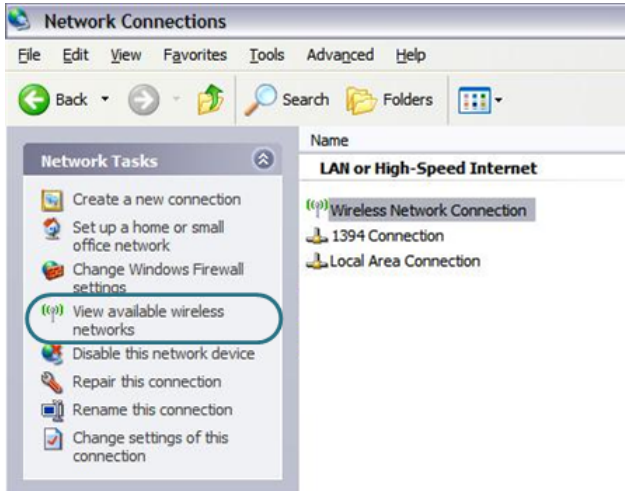 Network Connections
File Edit View Favorites Tools Advanced Help
Back Search Folders
Network Tasks
Create a new connection
Set up a home or small
office network
Change Windows Firewall
settings
View available wireless
networks
Disable this network device
Repair this connection
Rename this connection
Change settings of this
connection
Name
LAN or High-Speed Internet
Wireless Network Connection
1394 Connection
Local Area Connection